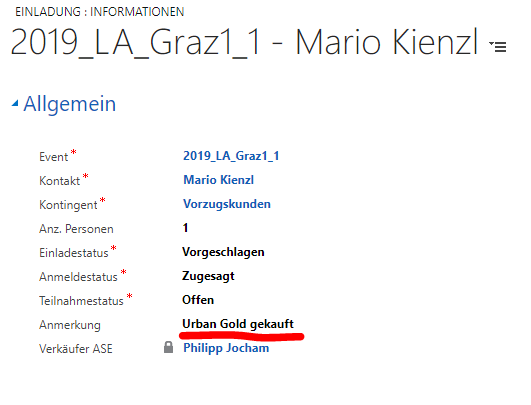 EINLADUNG : INFORMATIONEN
2019_LA_Graz1_1 - Mario Kienzl
Allgemein
Event* 2019_LA_Graz1_1
Kontakt* Mario Kienzl
Kontingent* Vorzugskunden
Anz. Personen 1
Einladestatus* Vorgeschlagen
Anmeldestatus* Zugesagt
Teilnahmestatus* Offen
Anmerkung Urban Gold gekauft
Verkäufer ASE Philipp Jocham